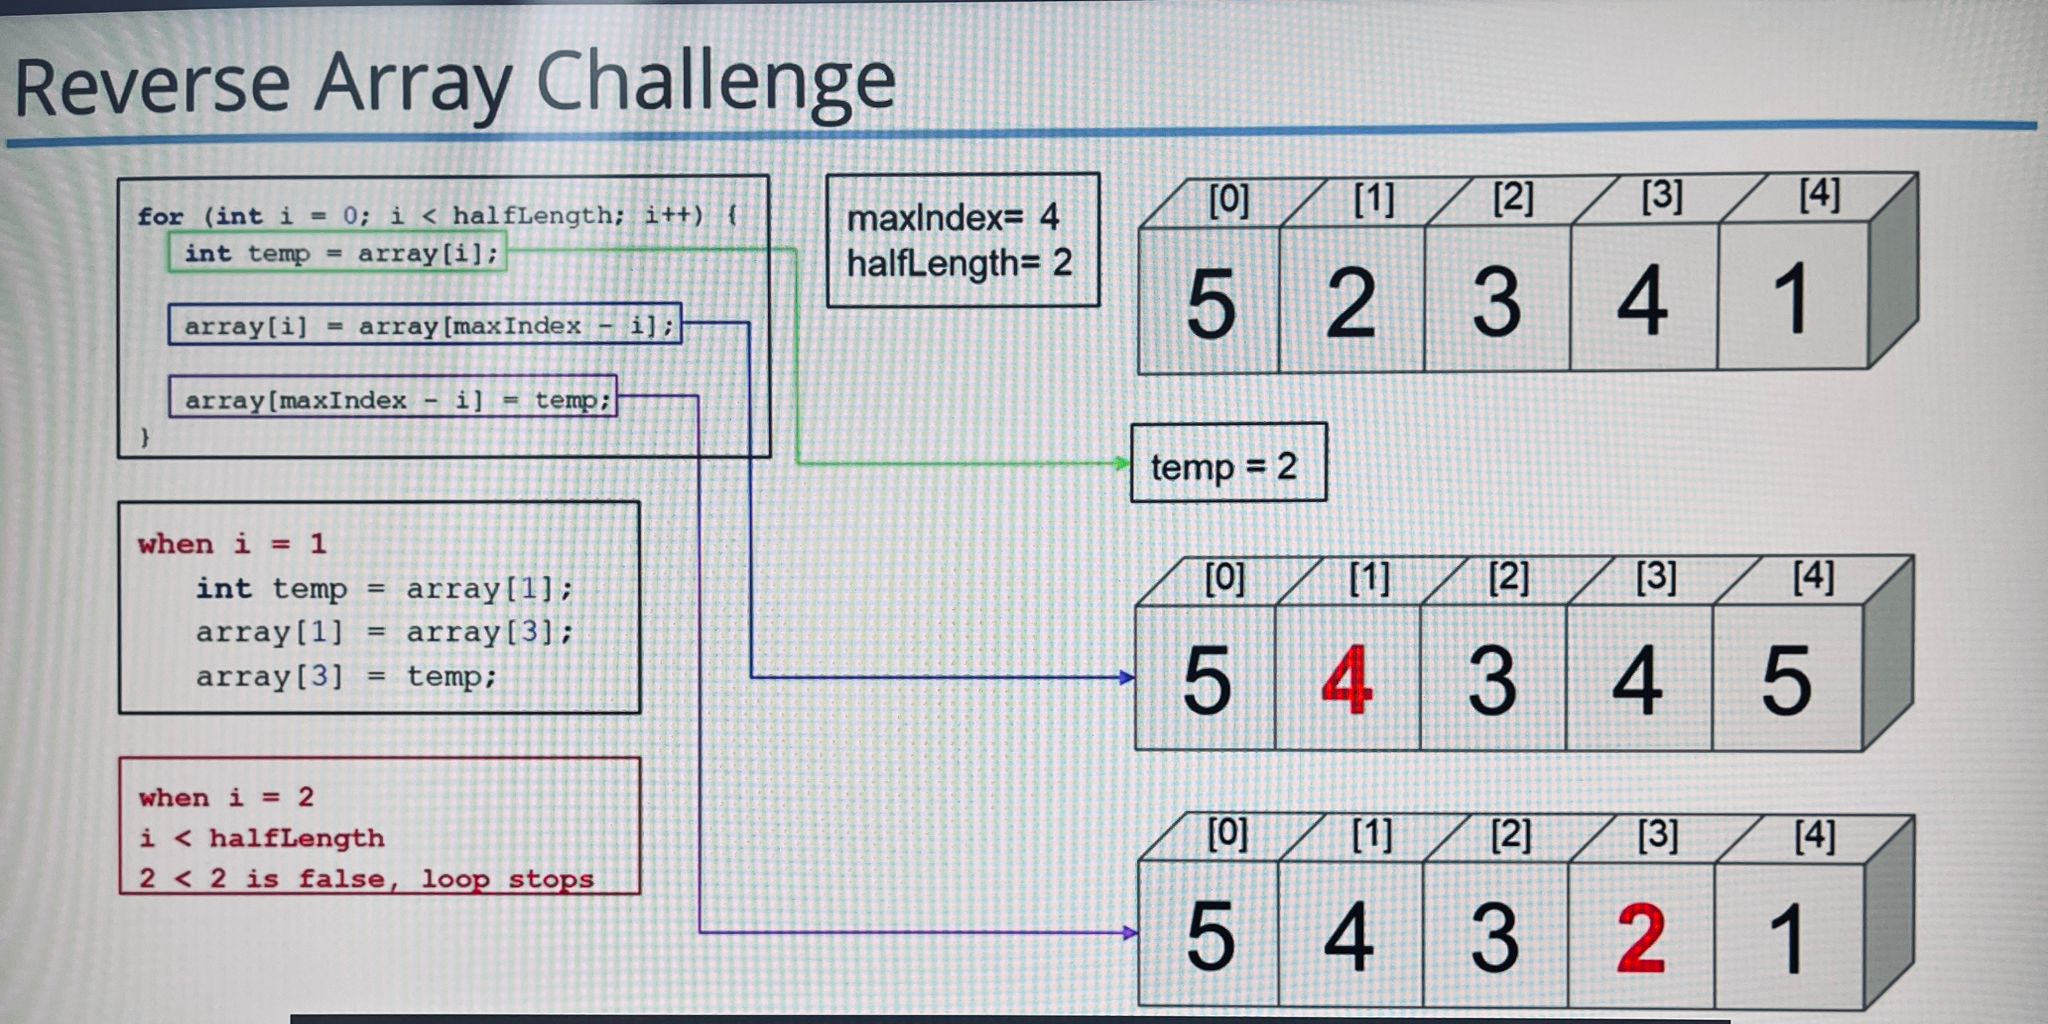 Reverse Array Challenge
for (int i = 0; i < halfLength; i++) {
int temp = array[i];
array[i] = array[maxIndex - i];
array[maxIndex - i] = temp;
}
maxIndex= 4
halfLength= 2
[0] [1] [2] [3] [4]
5 2 3 4 1
temp = 2
when i = 1
int temp = array[1];
array[1] = array[3];
array[3] = temp;
[0] [1] [2] [3] [4]
5 4 3 4 5
when i = 2
i < halfLength
2 < 2 is false, loop stops
[0] [1] [2] [3] [4]
5 4 3 2 1